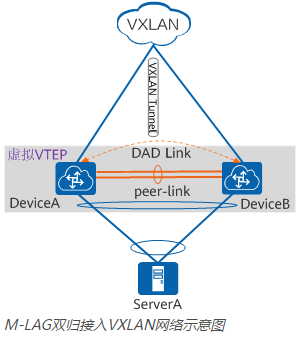 VXLAN
VXLAN Tunnel
虚拟VTEP
DAD Link
DeviceA
peer-link
DeviceB
ServerA
M-LAG双归接入VXLAN网络示意图